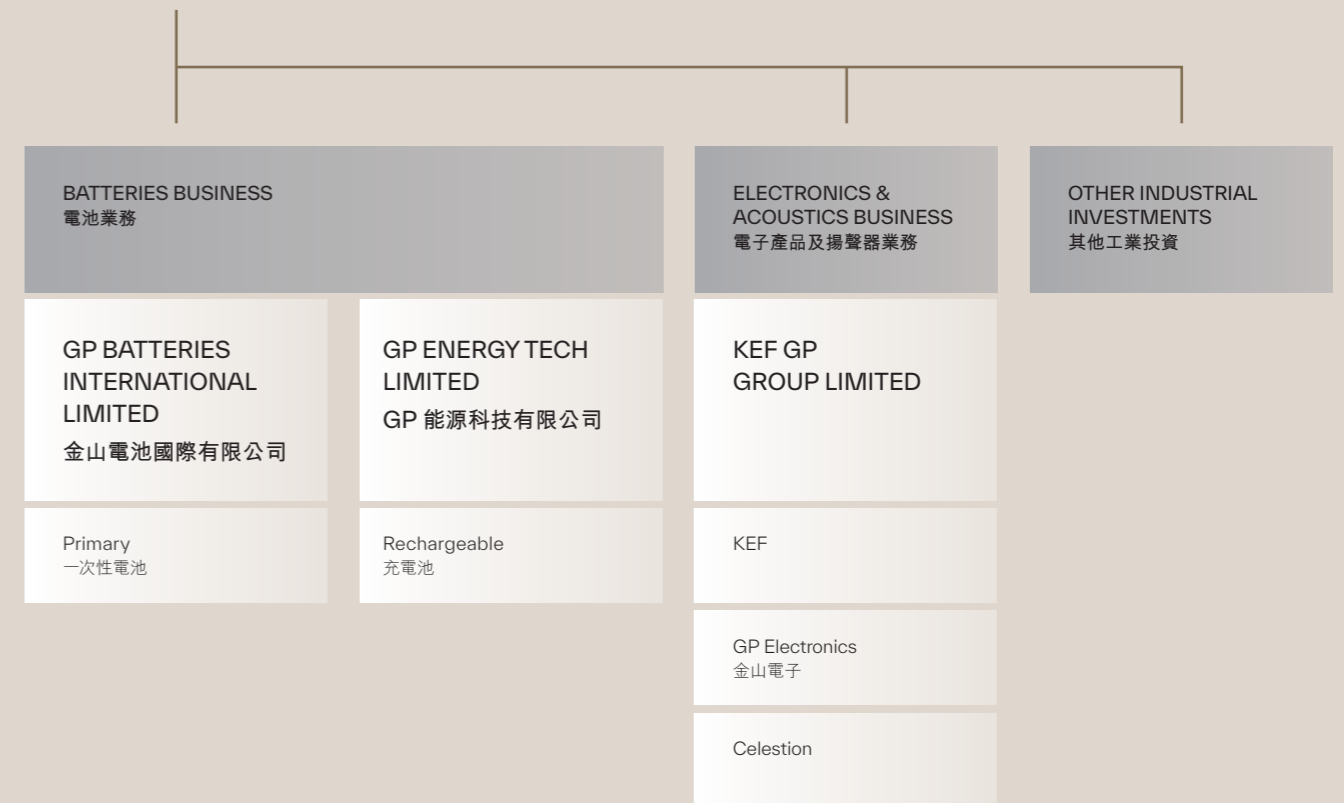 BATTERIES BUSINESS
電池業務
ELECTRONICS &
ACOUSTICS BUSINESS
電子產品及揚聲器業務
OTHER INDUSTRIAL
INVESTMENTS
其他工業投資
GP BATTERIES
INTERNATIONAL
LIMITED
金山電池國際有限公司
GP ENERGY TECH
LIMITED
GP 能源科技有限公司
KEF GP
GROUP LIMITED
Primary
一次性電池
Rechargeable
充電池
KEF
GP Electronics
金山電子
Celestion